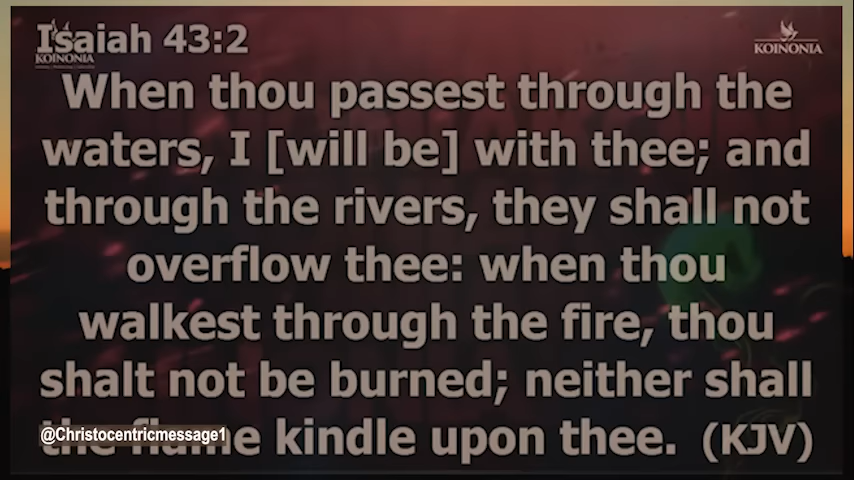 Isaiah 43:2
KOINONIA
KOINONIA
When thou passest through the
waters, I [will be] with thee; and
through the rivers, they shall not
overflow thee: when thou
walkest through the fire, thou
shalt not be burned; neither shall
the flame kindle upon thee. (KJV)
@Christocentricmessage1